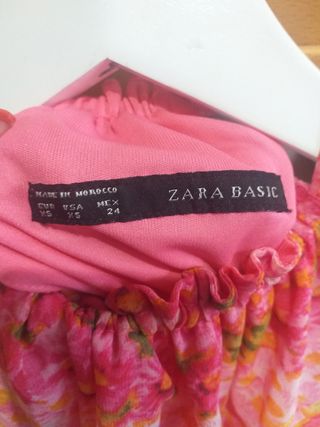 MADE IN MOROCCO
EUR USA MEX
XS XS 24
ZARA BASIC